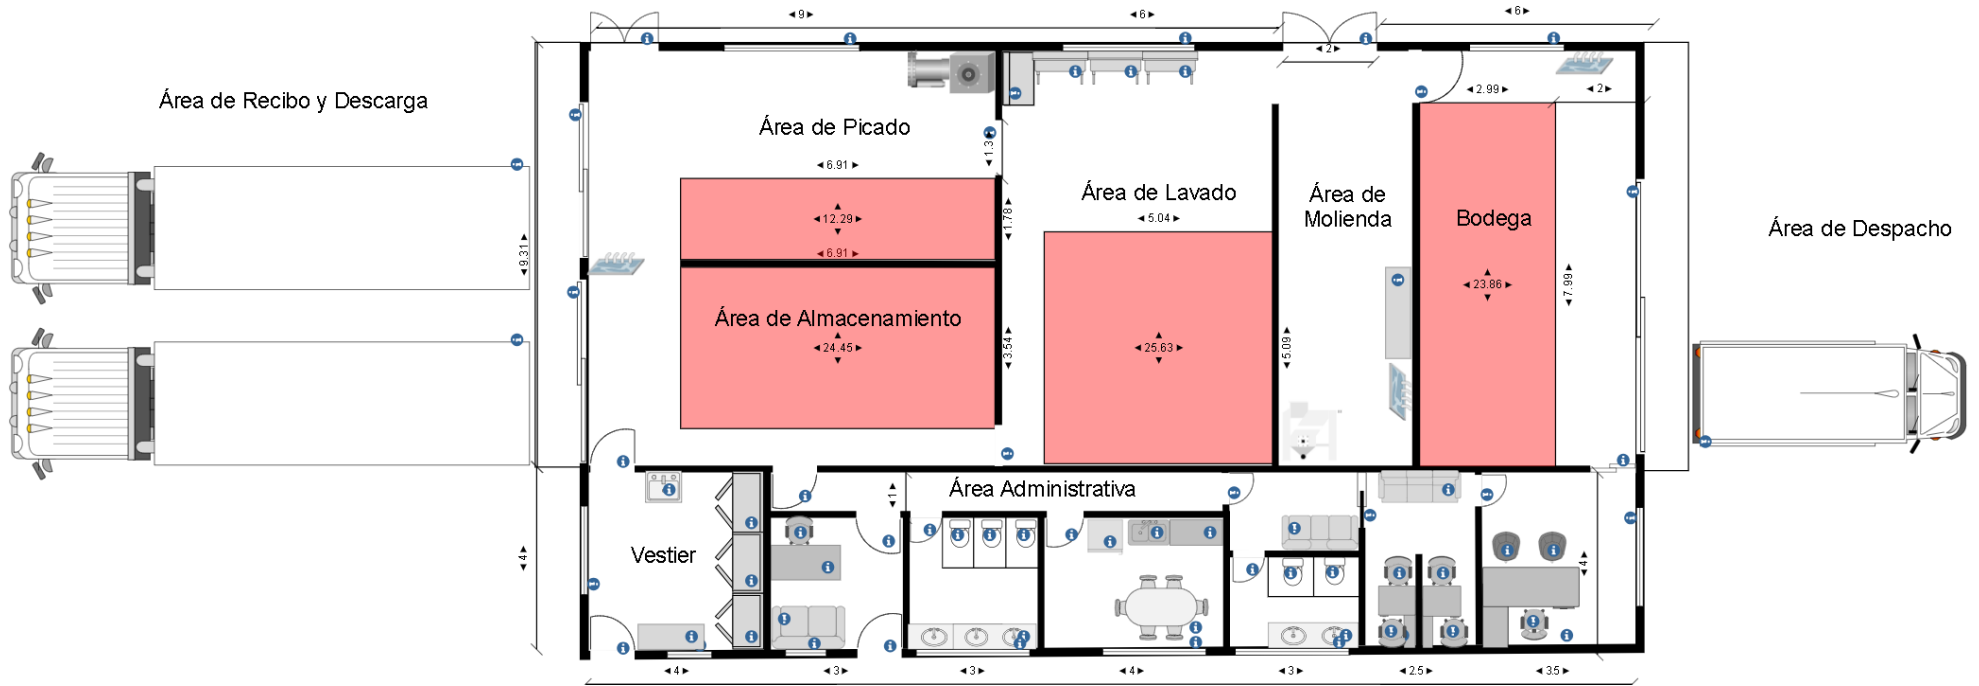 ◄9►
◄6►
◄6►
◄2►
Área de Recibo y Descarga
Área de Picado
◄1.3►
◄2.99►
◄2►
◄6.91►
◄12.29►
◄6.91►
◄1.78►
Área de Lavado
◄5.04►
Área de
Molienda
Bodega
Área de Despacho
◄9.31►
◄7.99►
◄23.86►
Área de Almacenamiento
◄24.45►
◄3.54►
◄25.63►
◄5.09►
Área Administrativa
◄1►
Vestier
◄4►
◄4►
◄4►
◄3►
◄3►
◄4►
◄3►
◄2.5►
◄3.5►